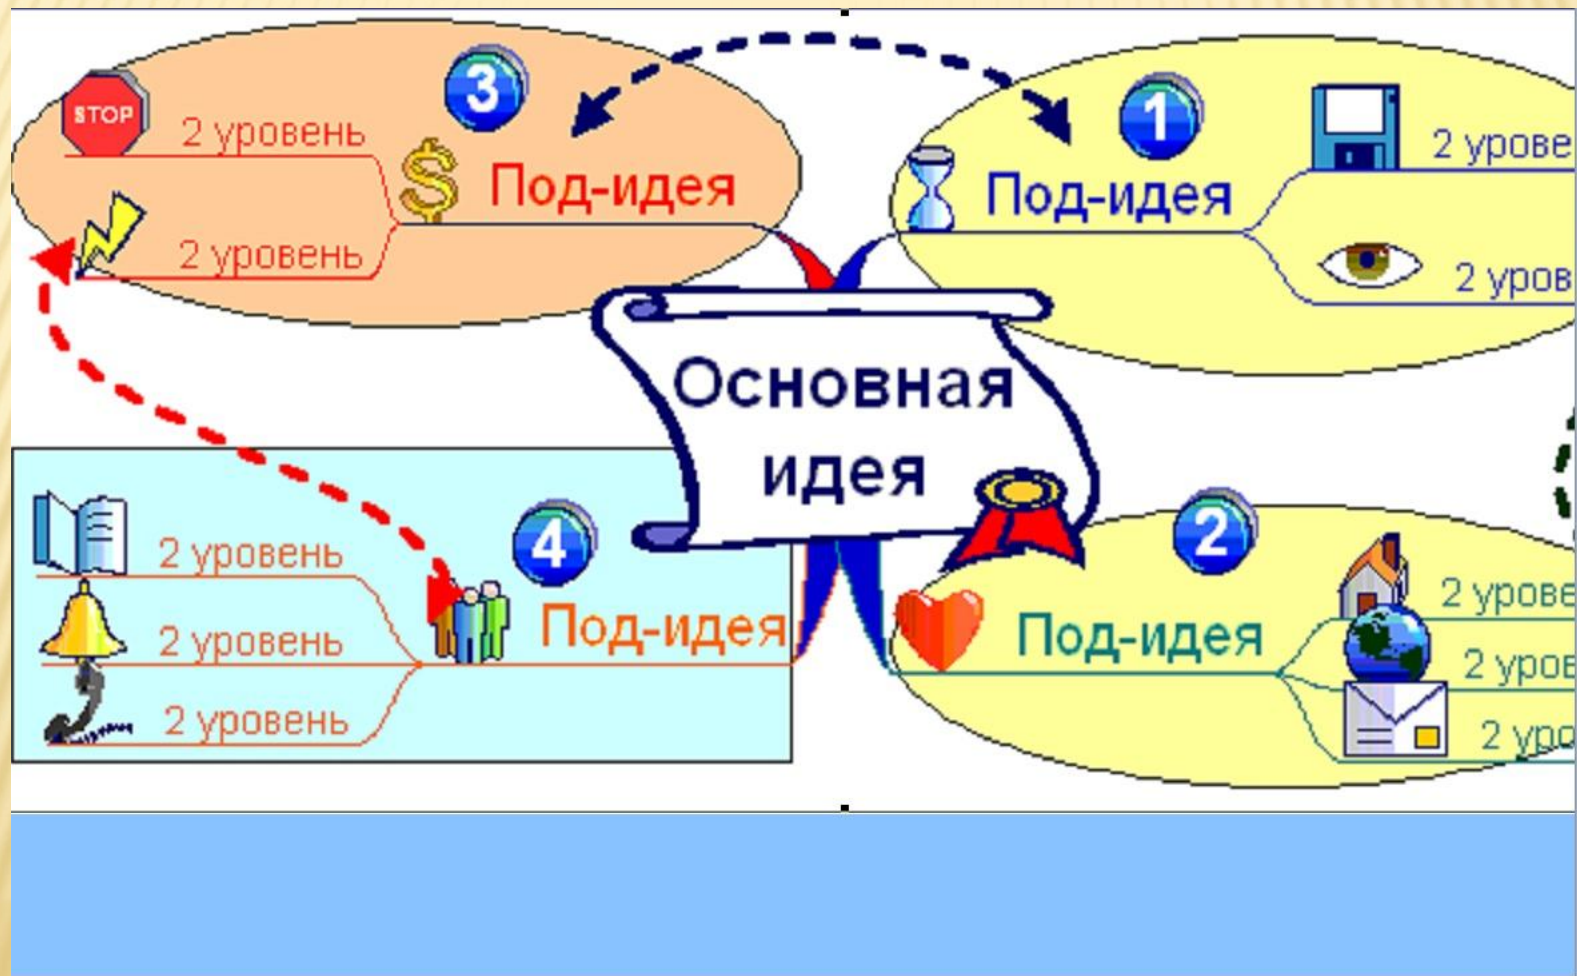 3
1
STOP
2 уровень
Под-идея
2 уровень
Под-идея
2 урове
2 уров
Основная
идея
4
2
2 уровень
2 уровень
2 уровень
Под-идея
Под-идея
2 урове
2 уров
2 уро